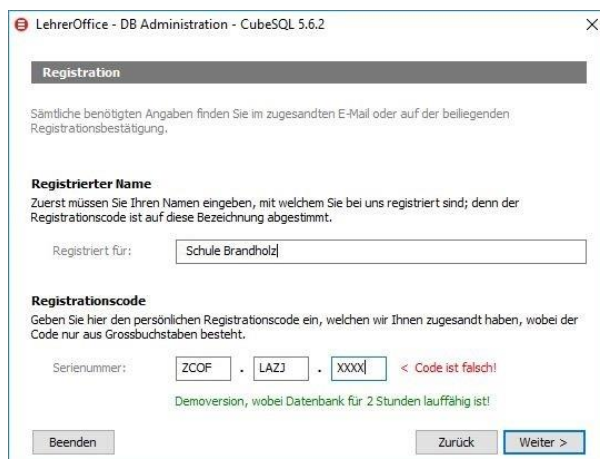 LehrerOffice - DB Administration - CubeSQL 5.6.2
Registration
Sämtliche benötigten Angaben finden Sie im zugesandten E-Mail oder auf der beiliegenden
Registrationsbestätigung.
Registrierter Name
Zuerst müssen Sie Ihren Namen eingeben, mit welchem Sie bei uns registriert sind; denn der
Registrationscode ist auf diese Bezeichnung abgestimmt.
Registriert für: Schule Brandholz
Registrationscode
Geben Sie hier den persönlichen Registrationscode ein, welchen wir Ihnen zugesandt haben, wobei der
Code nur aus Grossbuchstaben besteht.
Serienummer: ZCOF . LAZJ . XXXX < Code ist falsch!
Demoversion, wobei Datenbank für 2 Stunden lauffähig ist!
Beenden Zurück Weiter >